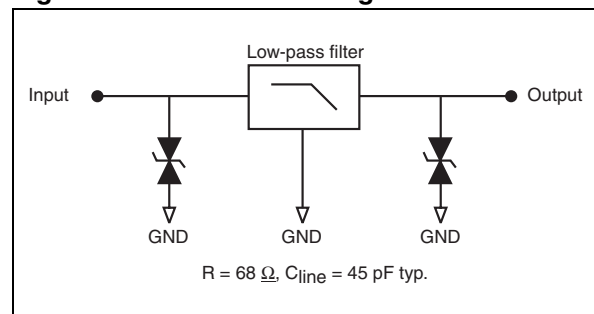 Low-pass filter
Input
Output
GND
GND
GND
R = 68 Ω, Cline = 45 pF typ.